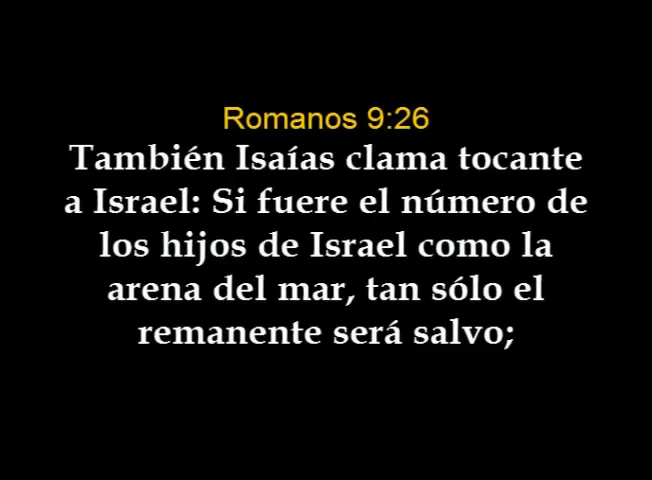 Romanos 9:26
También Isaías clama tocante
a Israel: Si fuere el número de
los hijos de Israel como la
arena del mar, tan sólo el
remanente será salvo;